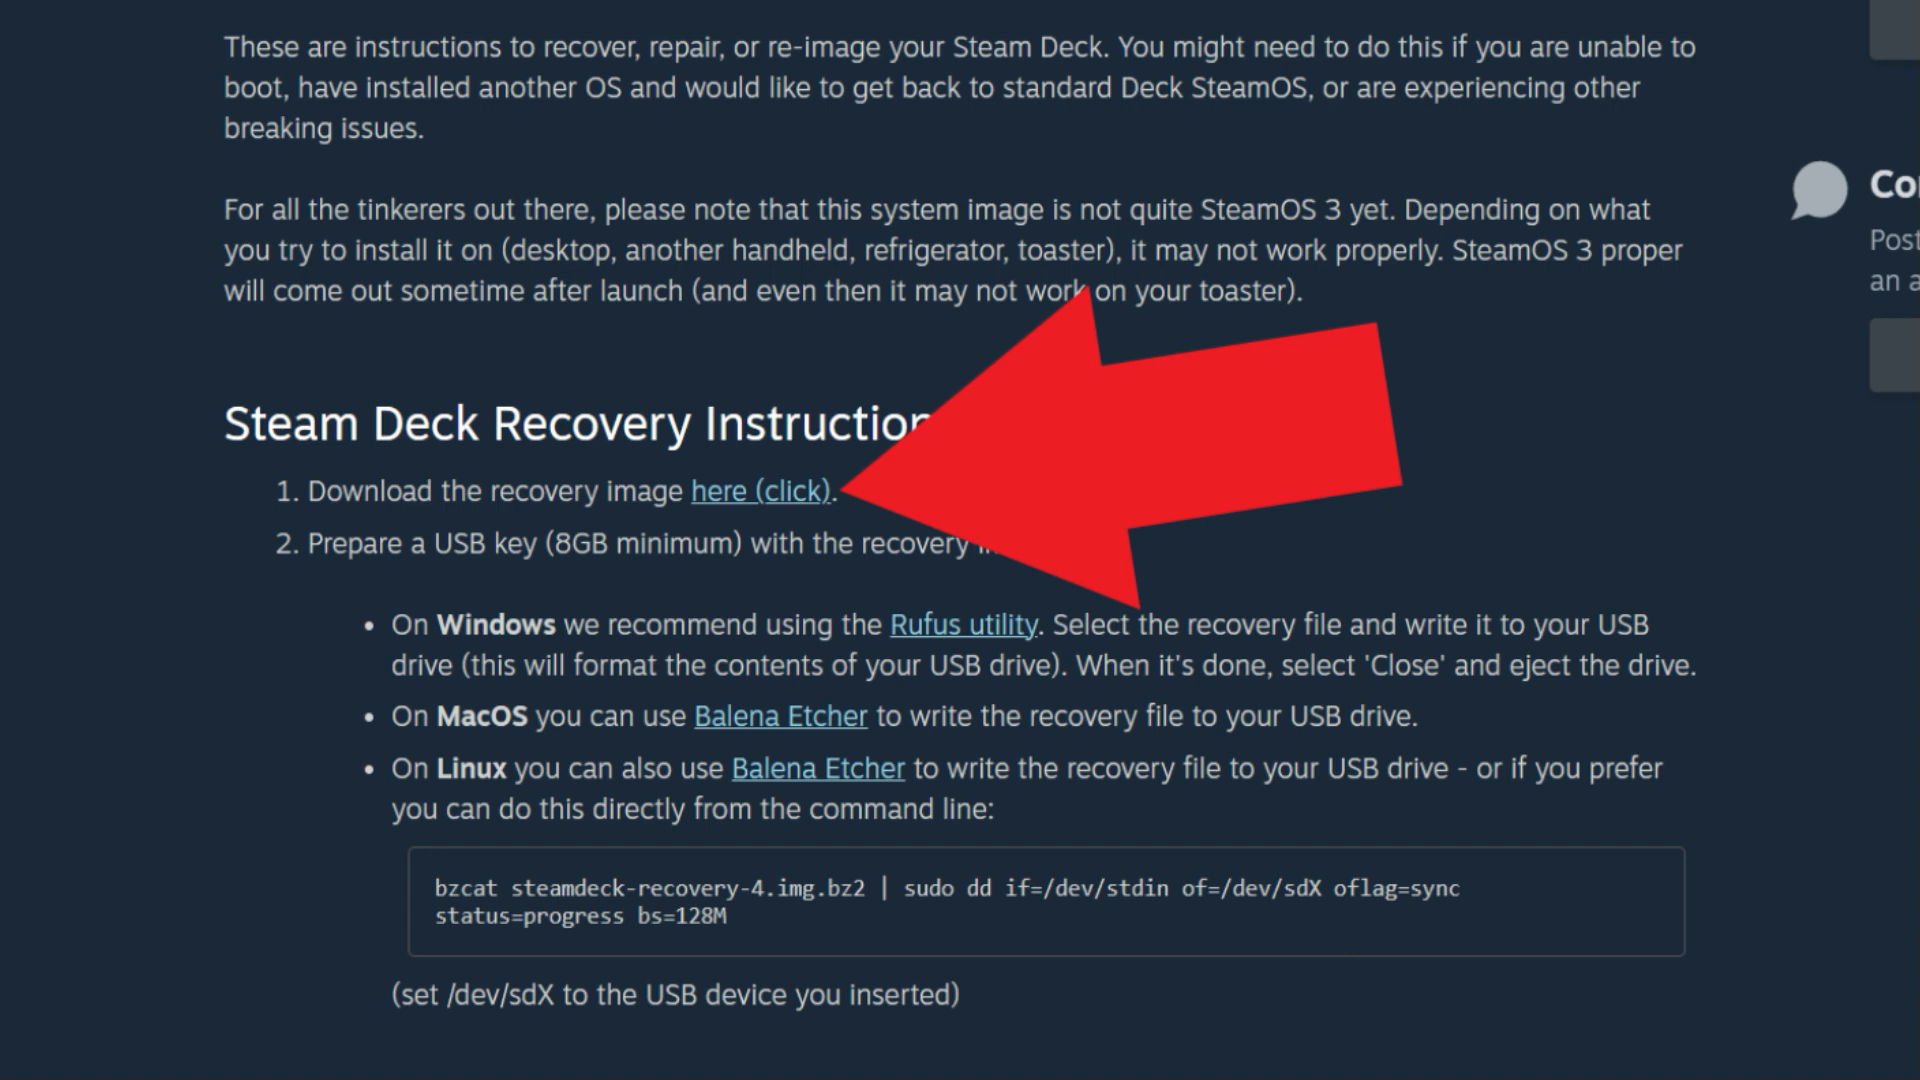 These are instructions to recover, repair, or re-image your Steam Deck. You might need to do this if you are unable to
boot, have installed another OS and would like to get back to standard Deck SteamOS, or are experiencing other
breaking issues.
For all the tinkerers out there, please note that this system image is not quite SteamOS 3 yet. Depending on what
you try to install it on (desktop, another handheld, refrigerator, toaster), it may not work properly. SteamOS 3 proper
will come out sometime after launch (and even then it may not work on your toaster).
Steam Deck Recovery Instruction
1. Download the recovery image here (click).
2. Prepare a USB key (8GB minimum) with the recovery
• On Windows we recommend using the Rufus utility. Select the recovery file and write it to your USB
drive (this will format the contents of your USB drive). When it's done, select 'Close' and eject the drive.
• On MacOS you can use Balena Etcher to write the recovery file to your USB drive.
• On Linux you can also use Balena Etcher to write the recovery file to your USB drive - or if you prefer
you can do this directly from the command line:
bzcat steamdeck-recovery-4.img.bz2 | sudo dd if=/dev/stdin of=/dev/sdX oflag=sync
status=progress bs=128M
(set /dev/sdX to the USB device you inserted)
Co
Post
an a